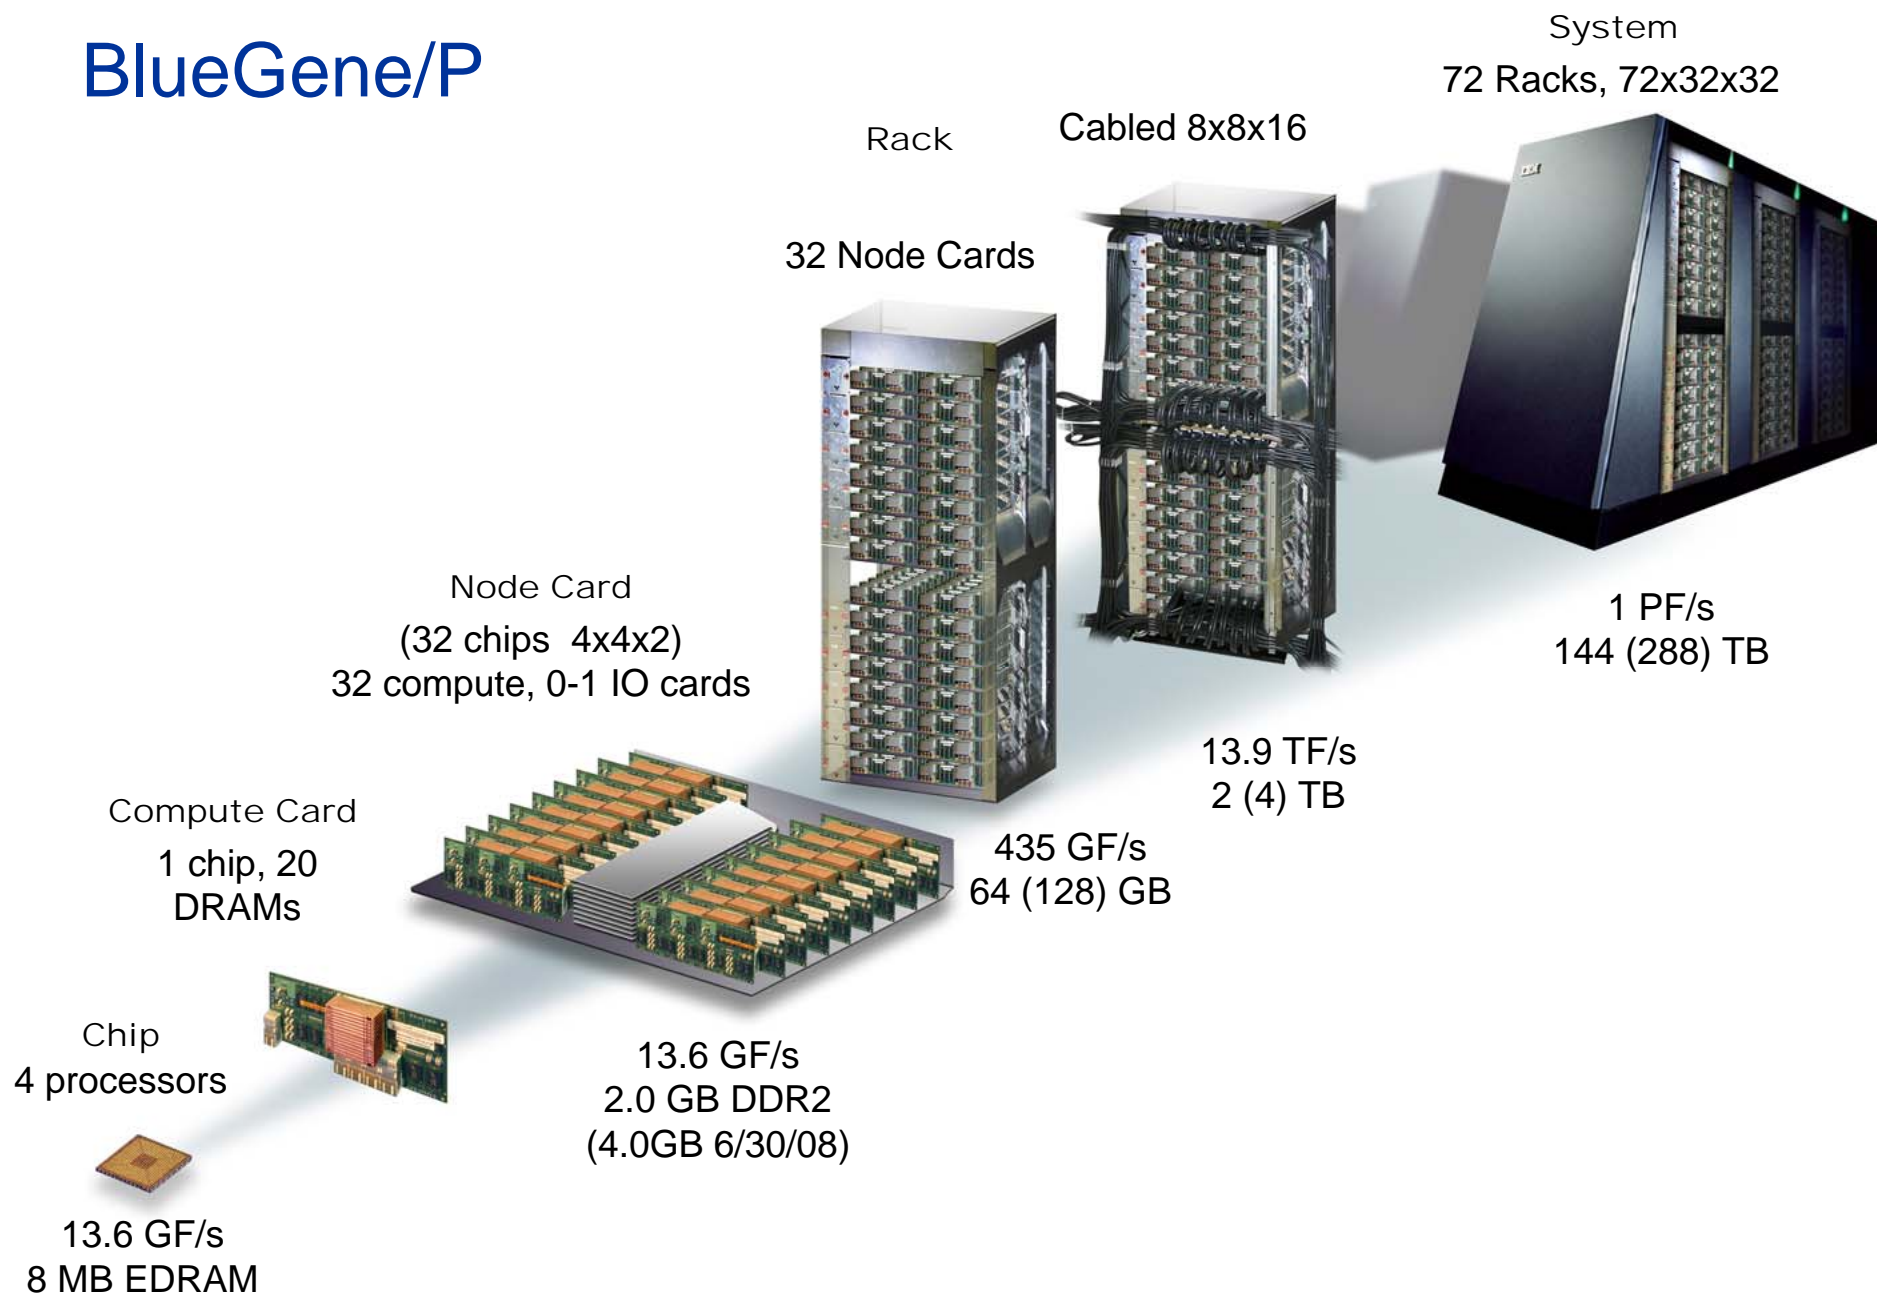 BlueGene/P
System
72 Racks, 72x32x32
Rack
Cabled 8x8x16
32 Node Cards
Node Card
(32 chips 4x4x2)
32 compute, 0-1 IO cards
1 PF/s
144 (288) TB
13.9 TF/s
2 (4) TB
Compute Card
1 chip, 20
DRAMs
435 GF/s
64 (128) GB
Chip
4 processors
13.6 GF/s
2.0 GB DDR2
(4.0GB 6/30/08)
13.6 GF/s
8 MB EDRAM
IBM